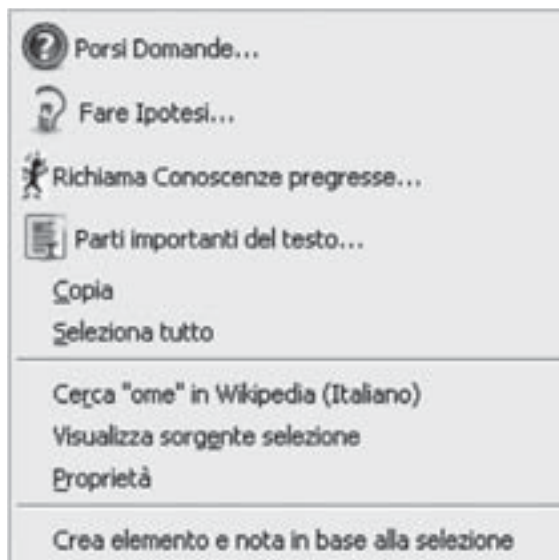 Porsi Domande...
Fare Ipotesi...
Richiama Conoscenze pregresse...
Parti importanti del testo...
Copia
Seleziona tutto
Cerca "ome" in Wikipedia (Italiano)
Visualizza sorgente selezione
Proprietà
Crea elemento e nota in base alla selezione